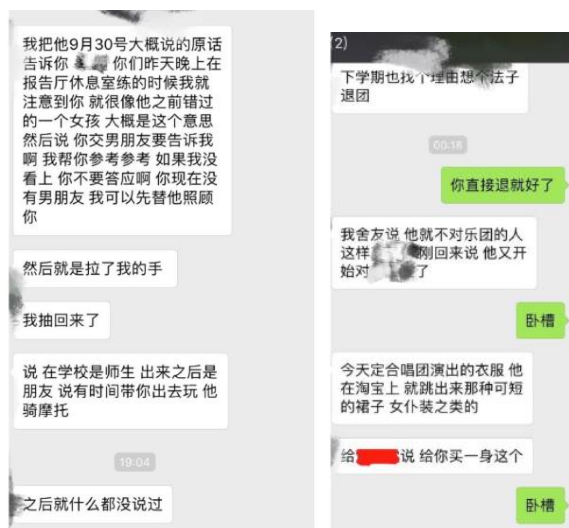 我把他9月30号大概说的原话
告诉你 你们昨天晚上在
报告厅休息室练的时候我就
注意到你 就很像他之前错过
的一个女孩 大概是这个意思
然后说 你交男朋友要告诉我
啊 我帮你参考参考 如果我没
看上 你不要答应啊 你现在没
有男朋友 我可以先替他照顾
你
然后就是拉了我的手
我抽回来了
说 在学校是师生 出来之后是
朋友 说有时间带你出去玩 他
骑摩托
19:04
之后就什么都没说过
2)
下学期也找个理由想个法子
退团
00:18
你直接退就好了
我舍友说 他就不对乐团的人
这样 刚回来说 他又开
始对 了
卧槽
今天定合唱团演出的衣服 他
在淘宝上 就跳出来那种可短
的裙子 女仆装之类的
给 说 给你买一身这个
卧槽